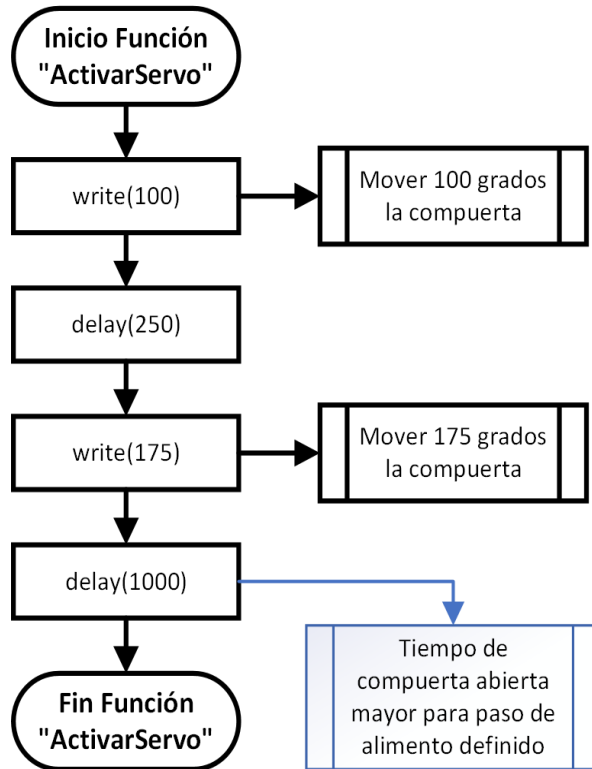 Inicio Función
"ActivarServo"
write(100)
Mover 100 grados
la compuerta
delay(250)
write(175)
Mover 175 grados
la compuerta
delay(1000)
Tiempo de
compuerta abierta
mayor para paso de
alimento definido
Fin Función
"ActivarServo"